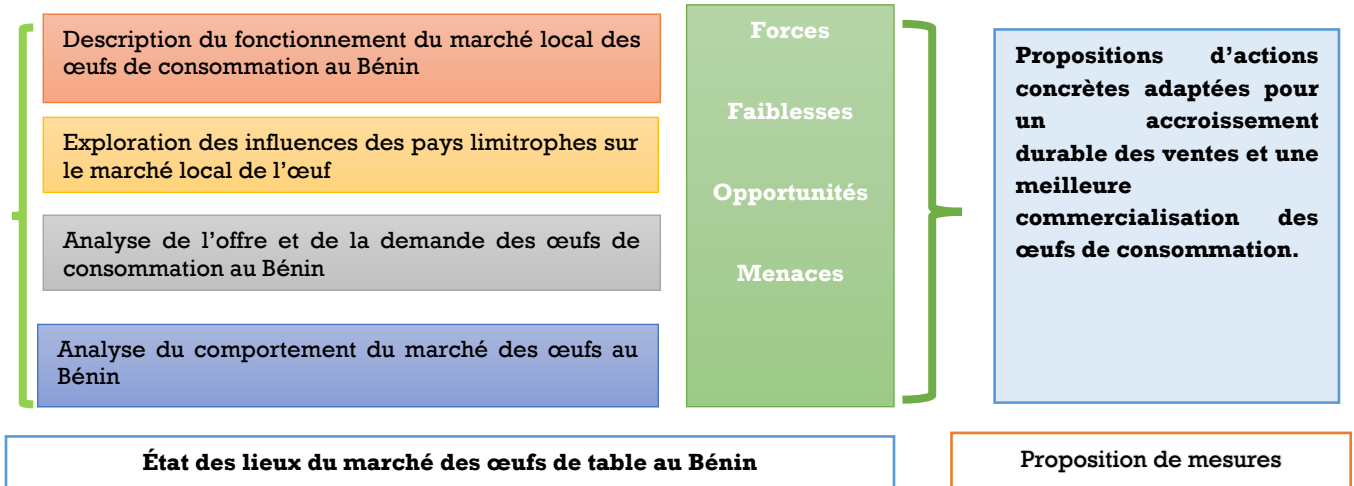 Description du fonctionnement du marché local des
œufs de consommation au Bénin
Exploration des influences des pays limitrophes sur
le marché local de l'œuf
Analyse de l'offre et de la demande des œufs de
consommation au Bénin
Analyse du comportement du marché des œufs au
Bénin
Forces
Faiblesses
Opportunités
Menaces
Propositions d'actions
concrètes adaptées pour
un accroissement
durable des ventes et une
meilleure
commercialisation des
œufs de consommation.
État des lieux du marché des œufs de table au Bénin
Proposition de mesures